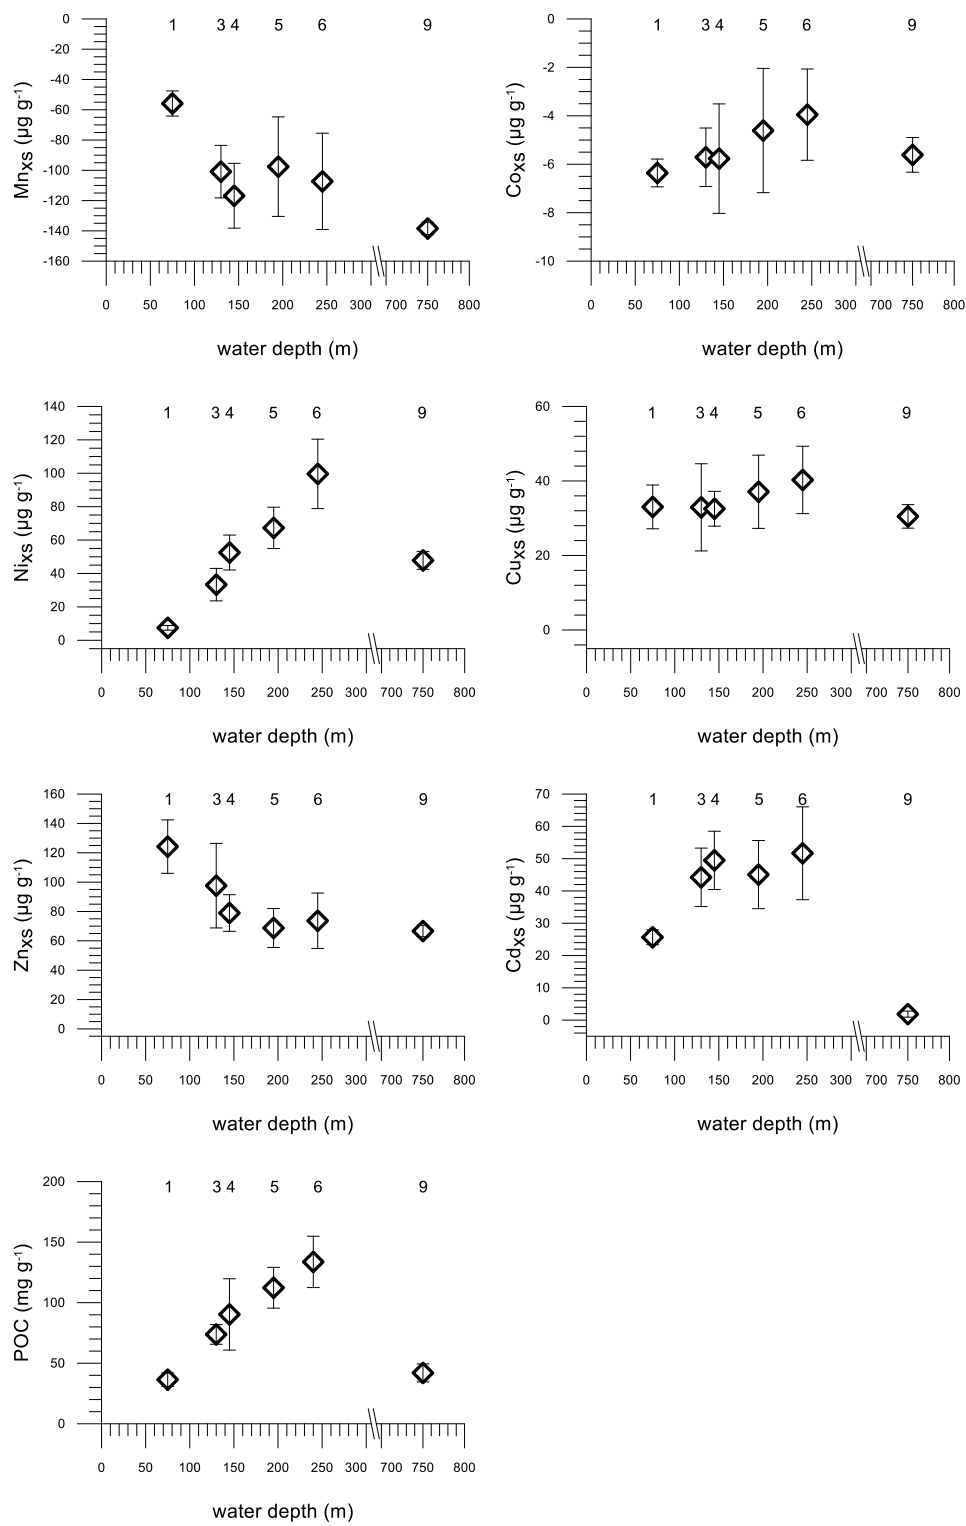 1 3 4 5 6 9
0
-20
-40
-60
-80
-100
-120
-140
-160
Mnxs (µg g-1)
0 50 100 150 200 250 300 700 750 800
water depth (m)
1 3 4 5 6 9
0
-2
-4
-6
-8
-10
Coxs (µg g-1)
0 50 100 150 200 250 300 700 750 800
water depth (m)
1 3 4 5 6 9
140
120
100
80
60
40
20
0
Nixs (µg g-1)
0 50 100 150 200 250 300 700 750 800
water depth (m)
1 3 4 5 6 9
60
40
20
0
Cuxs (µg g-1)
0 50 100 150 200 250 300 700 750 800
water depth (m)
1 3 4 5 6 9
160
140
120
100
80
60
40
20
0
Znxs (µg g-1)
0 50 100 150 200 250 300 700 750 800
water depth (m)
1 3 4 5 6 9
70
60
50
40
30
20
10
0
Cdxs (µg g-1)
0 50 100 150 200 250 300 700 750 800
water depth (m)
1 3 4 5 6 9
200
150
100
50
0
POC (mg g-1)
0 50 100 150 200 250 300 700 750 800
water depth (m)